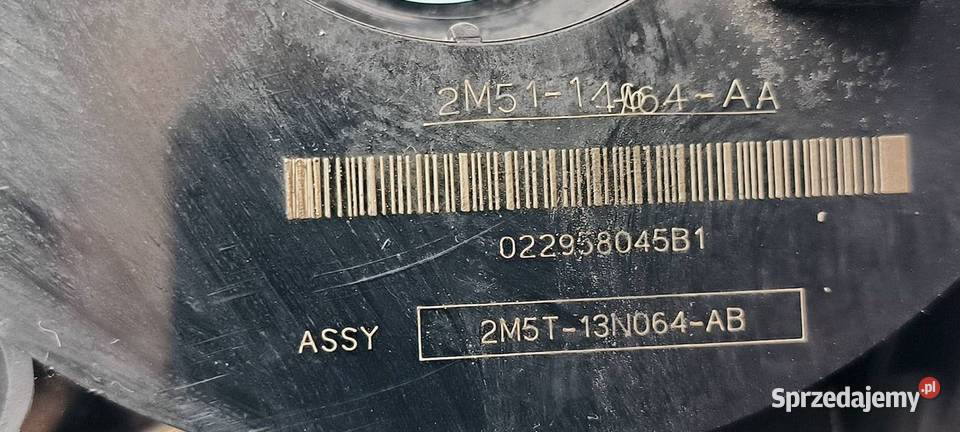 022958045B1
ASSY 2M5T-13N064-AB
Sprzedajemy.pl